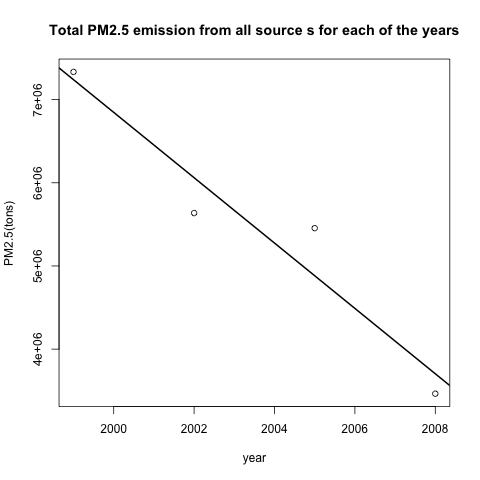 Total PM2.5 emission from all source s for each of the years
7e+06
6e+06
5e+06
4e+06
PM2.5(tons)
2000 2002 2004 2006 2008
year